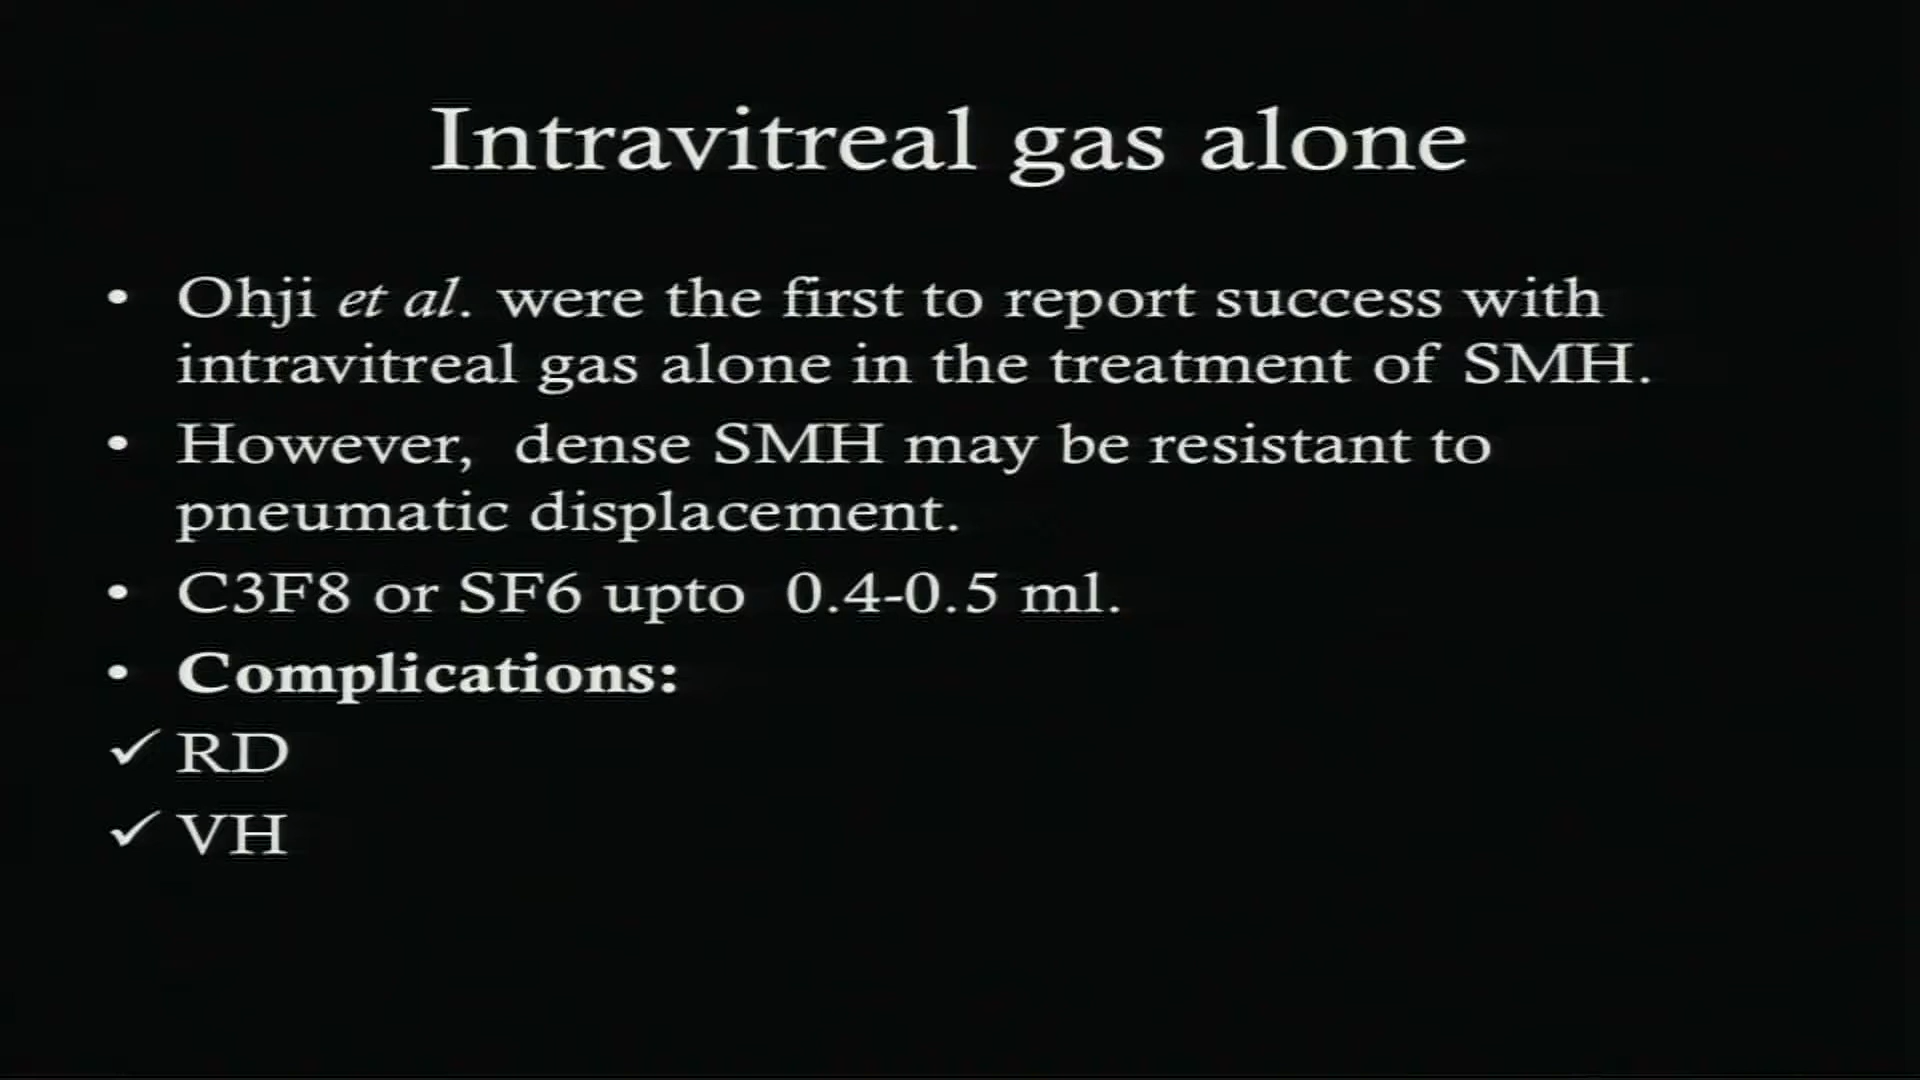 Intravitreal gas alone
• Ohji et al. were the first to report success with
intravitreal gas alone in the treatment of SMH.
• However, dense SMH may be resistant to
pneumatic displacement.
• C3F8 or SF6 upto 0.4-0.5 ml.
• Complications:
✓ RD
✓ VH